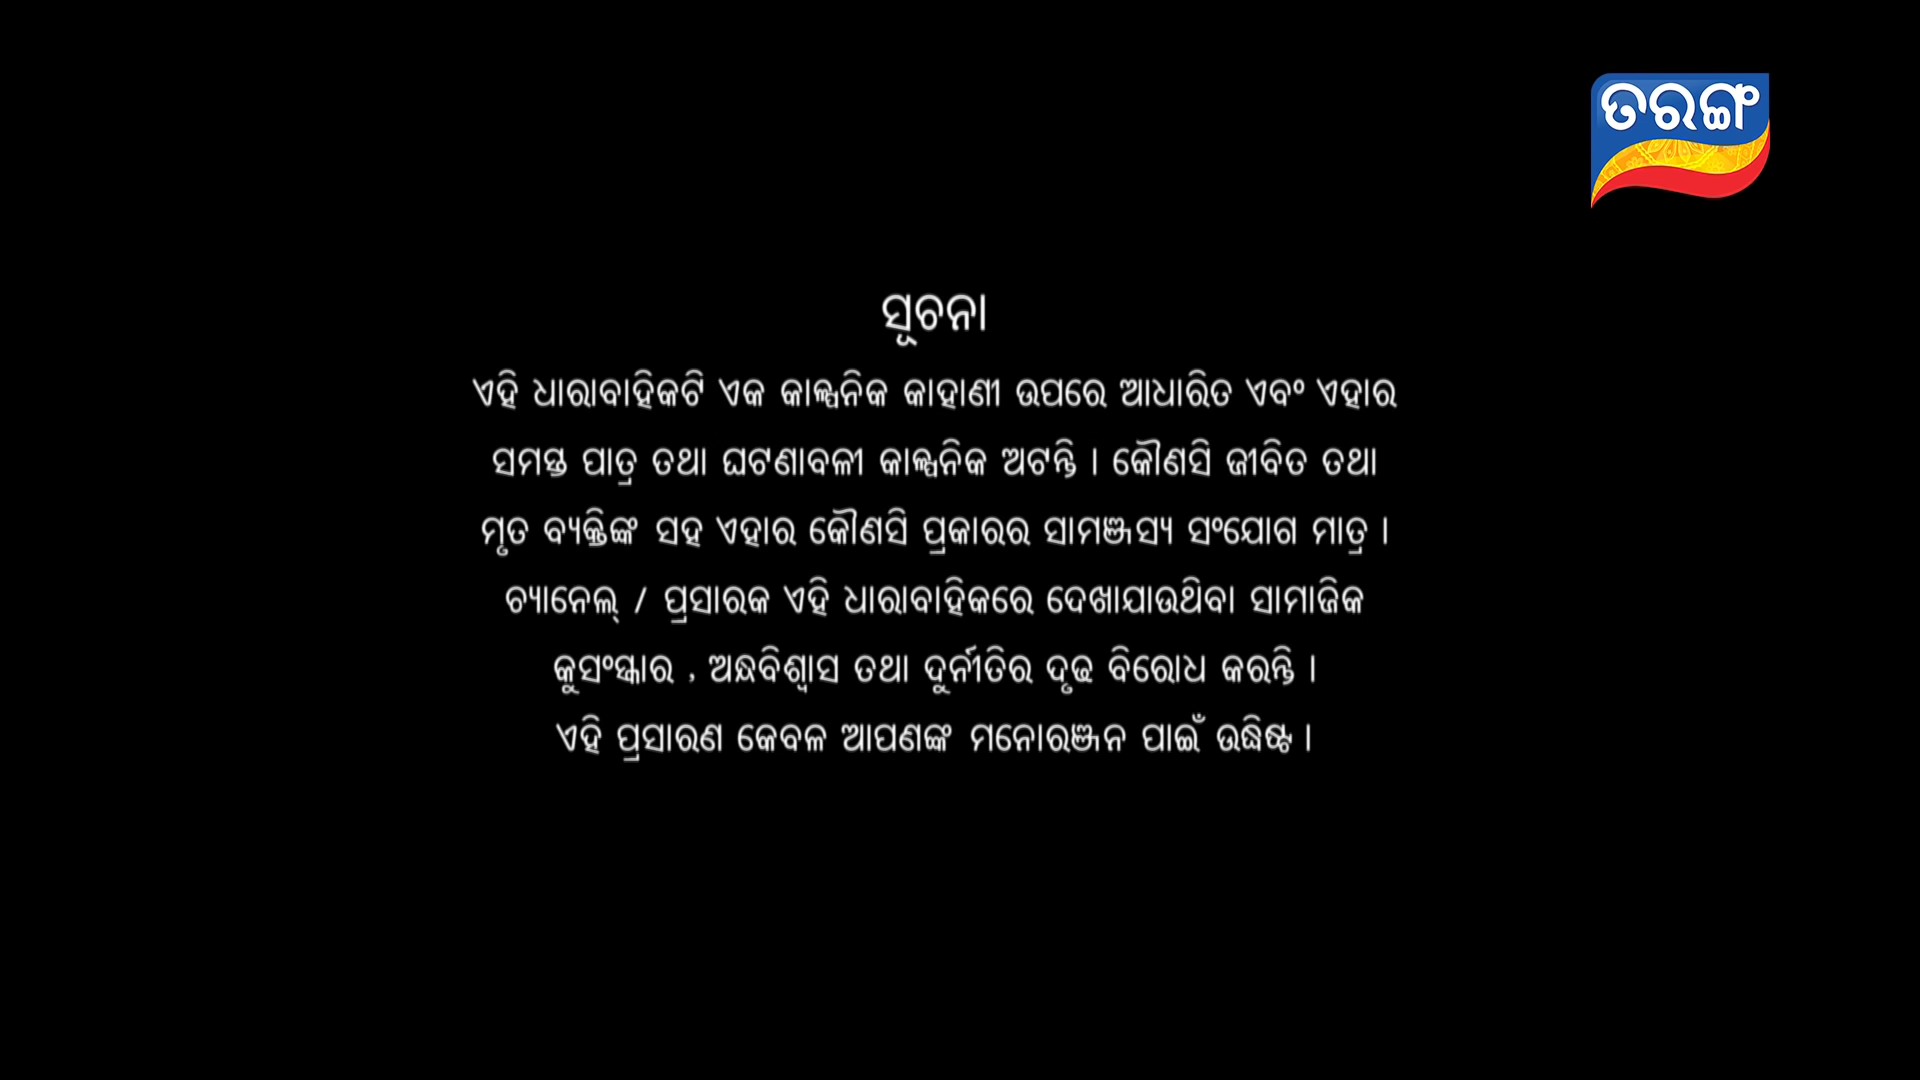 ତରଙ୍ଗ
ସୂଚନା
ଏହି ଧାରାବାହିକଟି ଏକ କାଳ୍ପନିକ କାହାଣୀ ଉପରେ ଆଧାରିତ ଏବଂ ଏହାର
ସମସ୍ତ ପାତ୍ର ତଥା ଘଟଣାବଳୀ କାଳ୍ପନିକ ଅଟନ୍ତି । କୌଣସି ଜୀବିତ ତଥା
ମୃତ ବ୍ୟକ୍ତିଙ୍କ ସହ ଏହାର କୌଣସି ପ୍ରକାରର ସାମଞ୍ଜସ୍ୟ ସଂଯୋଗ ମାତ୍ର ।
ଚ୍ୟାନେଲ୍ / ପ୍ରସାରକ ଏହି ଧାରାବାହିକରେ ଦେଖାଯାଉଥିବା ସାମାଜିକ
କୁସଂସ୍କାର , ଅନ୍ଧବିଶ୍ୱାସ ତଥା ଦୁର୍ନୀତିର ଦୃଢ ବିରୋଧ କରନ୍ତି ।
ଏହି ପ୍ରସାରଣ କେବଳ ଆପଣଙ୍କ ମନୋରଞ୍ଜନ ପାଇଁ ଉଦ୍ଧିଷ୍ଟ ।